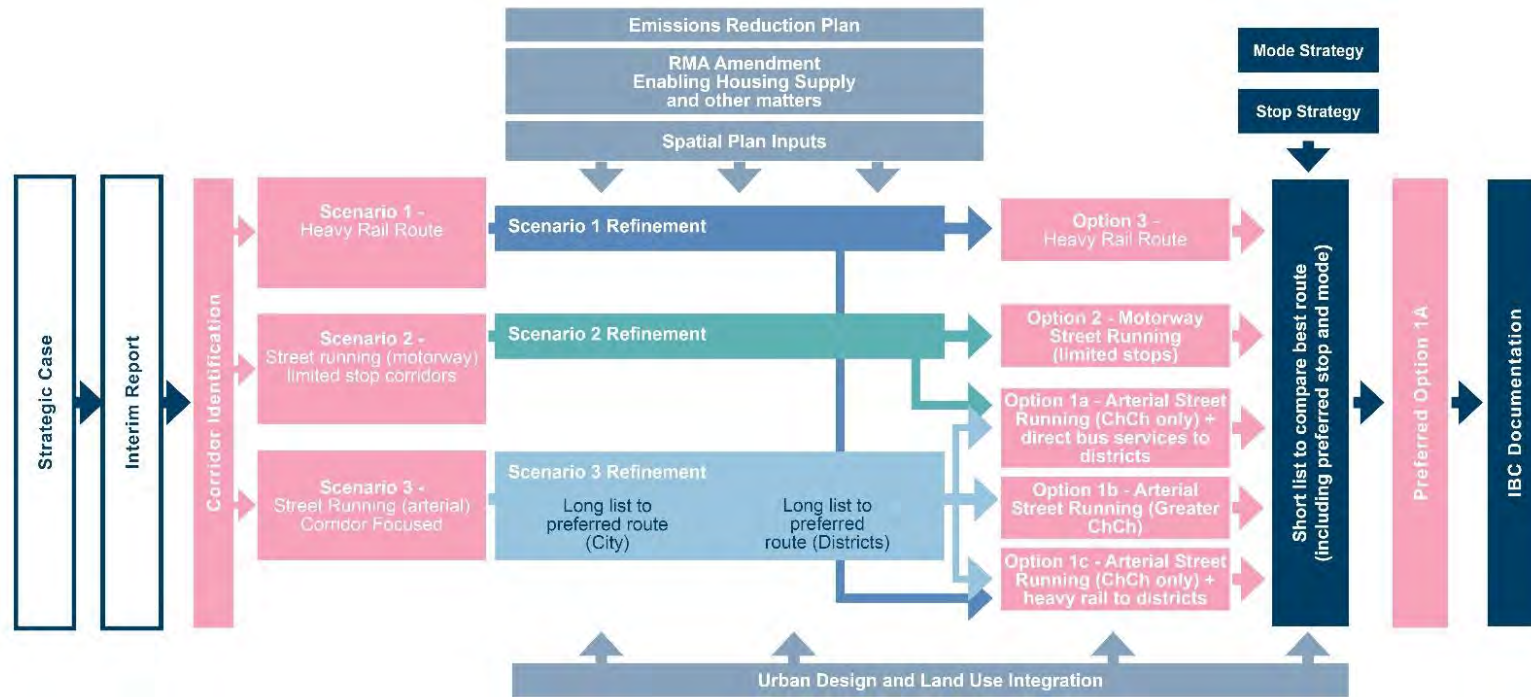 Emissions Reduction Plan
RMA Amendment
Enabling Housing Supply
and other matters
Spatial Plan Inputs
Mode Strategy
Stop Strategy
Strategic Case
Interim Report
Corridor Identification
Scenario 1 -
Heavy Rail Route
Scenario 2 -
Street running (motorway)
limited stop corridors
Scenario 3 -
Street Running (arterial)
Corridor Focused
Scenario 1 Refinement
Scenario 2 Refinement
Scenario 3 Refinement
Long list to
preferred route
(City)
Long list to
preferred
route (Districts)
Option 3 -
Heavy Rail Route
Option 2 - Motorway
Street Running
(limited stops)
Option 1a - Arterial Street
Running (ChCh only) +
direct bus services to
districts
Option 1b - Arterial
Street Running (Greater
ChCh)
Option 1c - Arterial Street
Running (ChCh only) +
heavy rail to districts
Short list to compare best route
(including preferred stop and mode)
Preferred Option 1A
IBC Documentation
Urban Design and Land Use Integration